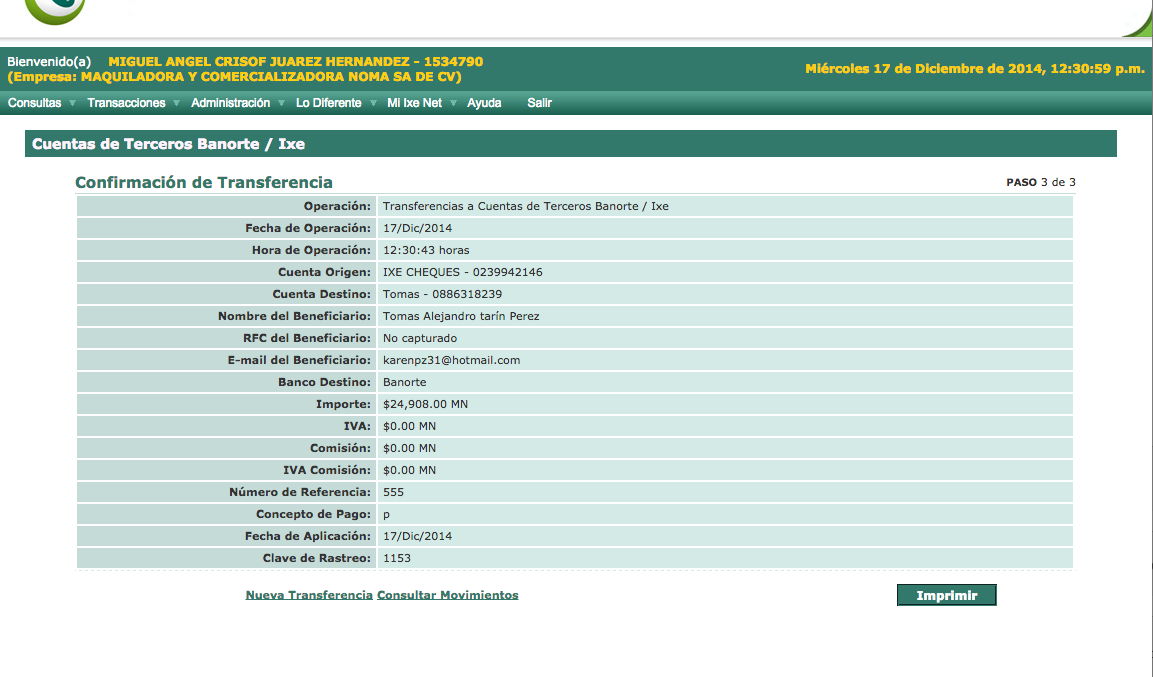 Bienvenido(a) MIGUEL ANGEL CRISOF JUAREZ HERNANDEZ - 1534790
(Empresa: MAQUILADORA Y COMERCIALIZADORA NOMA SA DE CV)
Miércoles 17 de Diciembre de 2014, 12:30:59 p.m.
Consultas Transacciones Administración Lo Diferente Mi Ixe Net Ayuda Salir
Cuentas de Terceros Banorte / Ixe
Confirmación de Transferencia PASO 3 de 3
Operación: Transferencias a Cuentas de Terceros Banorte / Ixe
Fecha de Operación: 17/Dic/2014
Hora de Operación: 12:30:43 horas
Cuenta Origen: IXE CHEQUES - 0239942146
Cuenta Destino: Tomas - 0886318239
Nombre del Beneficiario: Tomas Alejandro tarín Perez
RFC del Beneficiario: No capturado
E-mail del Beneficiario: karenpz31@hotmail.com
Banco Destino: Banorte
Importe: $24,908.00 MN
IVA: $0.00 MN
Comisión: $0.00 MN
IVA Comisión: $0.00 MN
Número de Referencia: 555
Concepto de Pago: p
Fecha de Aplicación: 17/Dic/2014
Clave de Rastreo: 1153
Nueva Transferencia Consultar Movimientos Imprimir